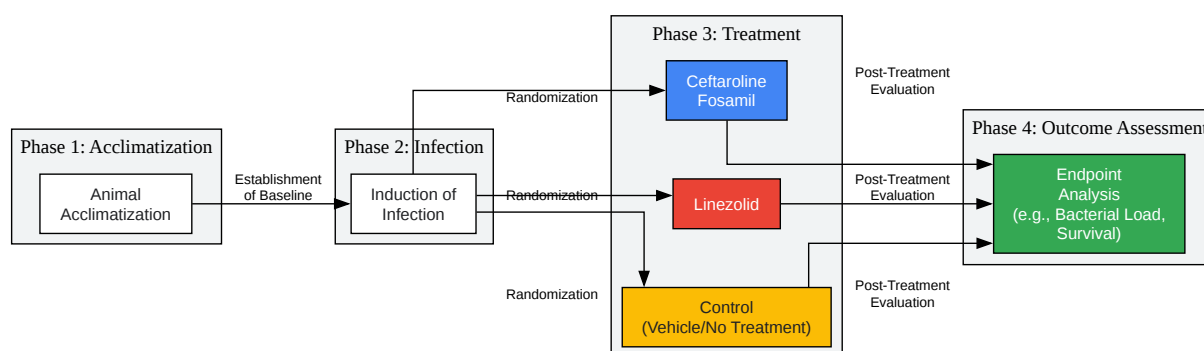 Phase 1: Acclimatization
Animal
Acclimatization
Establishment
of Baseline
Phase 2: Infection
Induction of
Infection
Randomization
Randomization
Randomization
Phase 3: Treatment
Ceftaroline
Fosamil
Linezolid
Control
(Vehicle/No Treatment)
Post-Treatment
Evaluation
Post-Treatment
Evaluation
Post-Treatment
Evaluation
Phase 4: Outcome Assessment
Endpoint
Analysis
(e.g., Bacterial Load,
Survival)